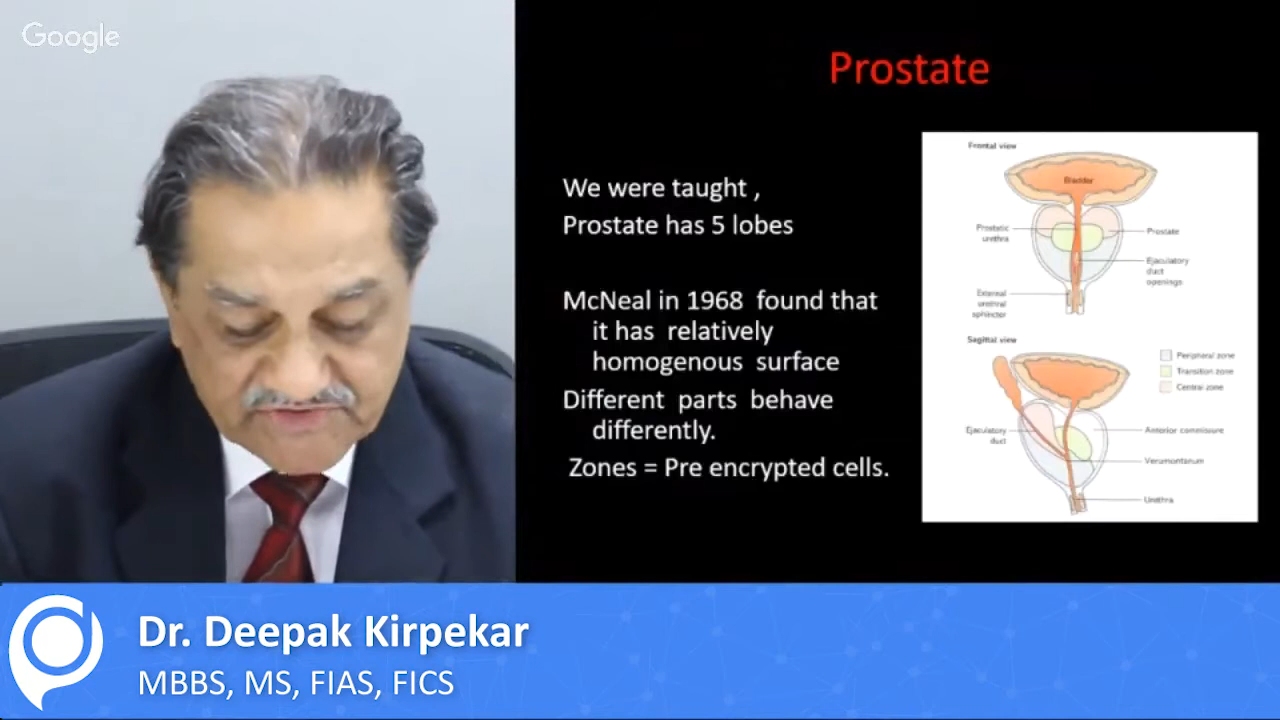 Google
Prostate
We were taught ,
Prostate has 5 lobes
McNeal in 1968 found that
it has relatively
homogenous surface
Different parts behave
differently.
Zones = Pre encrypted cells.
Frontal view
Bladder
Prostatic
urethra
Prostate
Ejaculatory
duct
openings
External
urethral
sphincter
Sagittal view
Peripheral zone
Transition zone
Central zone
Ejaculatory
duct
Anterior commissure
Verumontanum
Urethra
Dr. Deepak Kirpekar
MBBS, MS, FIAS, FICS